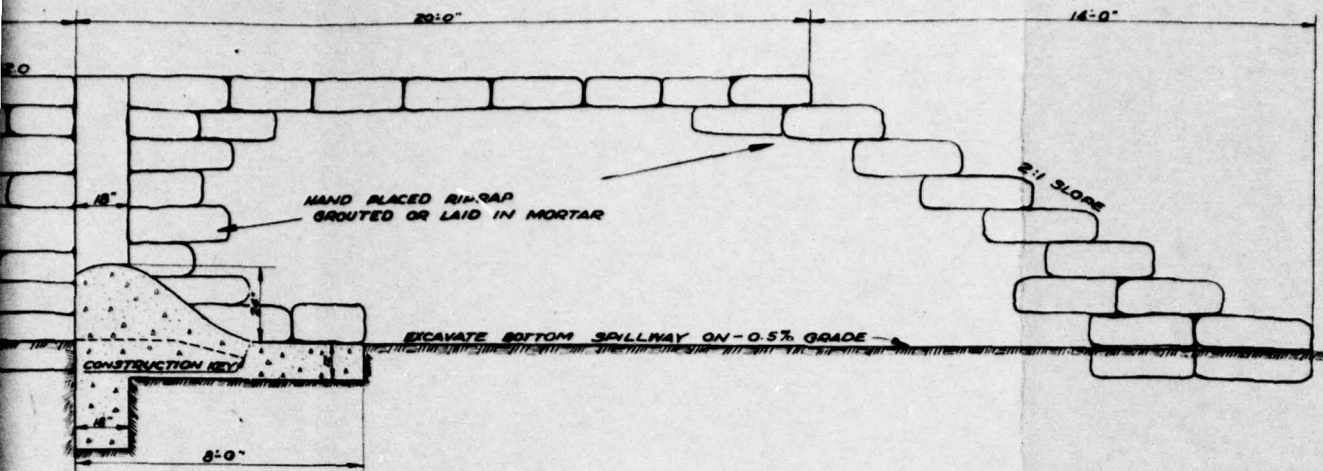 20'-0"
14'-0"
2.0
18"
HAND PLACED RIPRAP
GROUTED OR LAID IN MORTAR
2:1 SLOPE
EXCAVATE BOTTOM SPILLWAY ON -0.5% GRADE
CONSTRUCTION KEY
18"
8'-0"